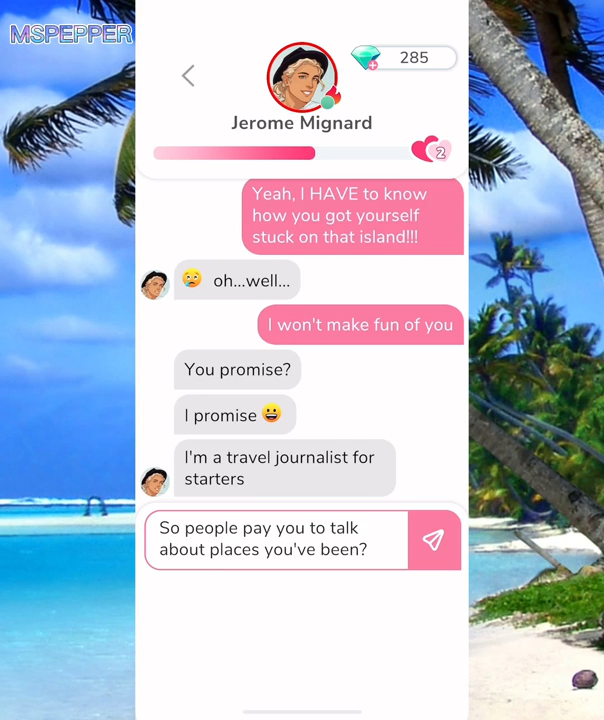 MSPEPPER
285
Jerome Mignard
2
Yeah, I HAVE to know
how you got yourself
stuck on that island!!!
😢 oh...well...
I won't make fun of you
You promise?
I promise 😀
I'm a travel journalist for
starters
So people pay you to talk
about places you've been?